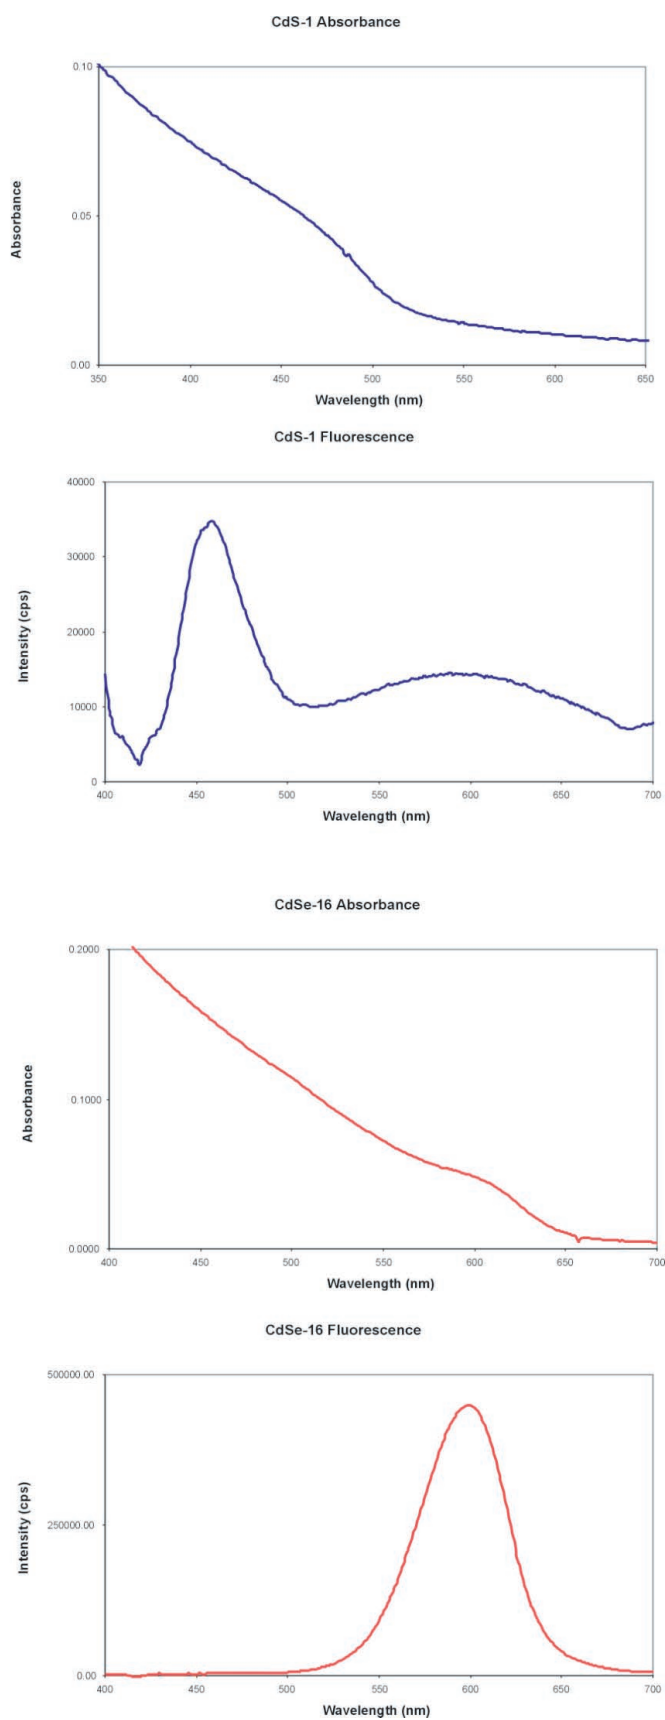 CdS-1 Absorbance
0.10
0.05
0.00
Absorbance
350 400 450 500 550 600 650
Wavelength (nm)
CdS-1 Fluorescence
40000
30000
20000
10000
0
Intensity (cps)
400 450 500 550 600 650 700
Wavelength (nm)
CdSe-16 Absorbance
0.2000
0.1000
0.0000
Absorbance
400 450 500 550 600 650 700
Wavelength (nm)
CdSe-16 Fluorescence
500000.00
250000.00
0.00
Intensity (cps)
400 450 500 550 600 650 700
Wavelength (nm)